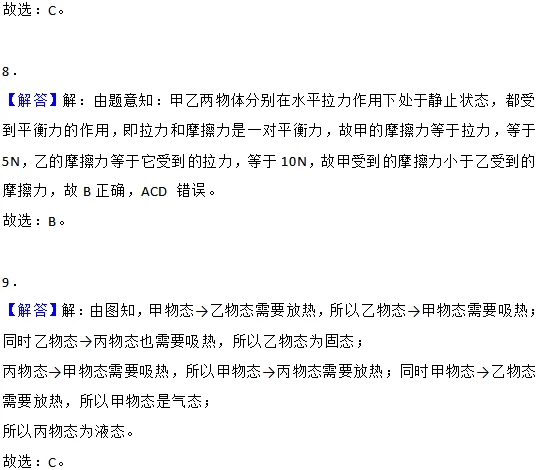 故选：C。
8．
【解答】解：由题意知：甲乙两物体分别在水平拉力作用下处于静止状态，都受
到平衡力的作用，即拉力和摩擦力是一对平衡力，故甲的摩擦力等于拉力，等于
5N，乙的摩擦力等于它受到的拉力，等于 10N，故甲受到的摩擦力小于乙受到的
摩擦力，故 B 正确，ACD 错误。
故选：B。
9．
【解答】解：由图知，甲物态→乙物态需要放热，所以乙物态→甲物态需要吸热；
同时乙物态→丙物态也需要吸热，所以乙物态为固态；
丙物态→甲物态需要吸热，所以甲物态→丙物态需要放热；同时甲物态→乙物态
需要放热，所以甲物态是气态；
所以丙物态为液态。
故选：C。